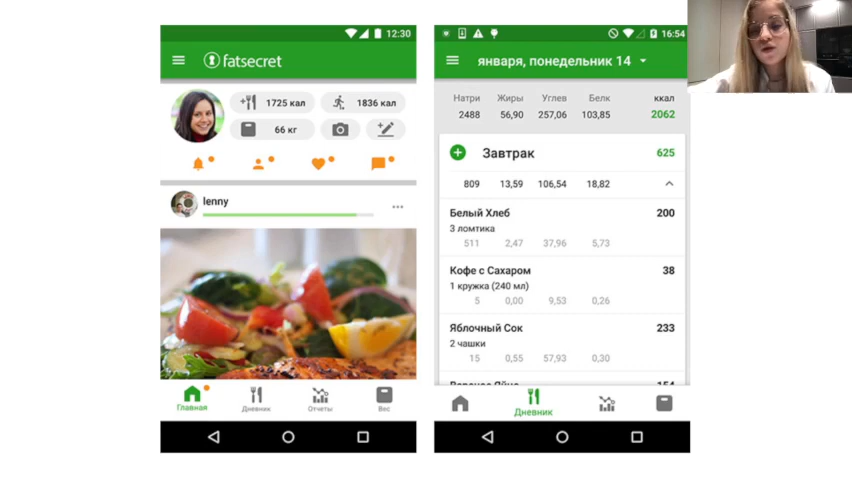 12:30
fatsecret
1725 кал
1836 кал
66 кг
lenny
Главная
Дневник
Отчеты
Вес
16:54
января, понедельник 14
Натри Жиры Углев Белк ккал
2488 56,90 257,06 103,85 2062
Завтрак 625
809 13,59 106,54 18,82
Белый Хлеб 200
3 ломтика
511 2,47 37,96 5,73
Кофе с Сахаром 38
1 кружка (240 мл)
5 0,00 9,53 0,26
Яблочный Сок 233
2 чашки
15 0,55 57,93 0,30
Дневник